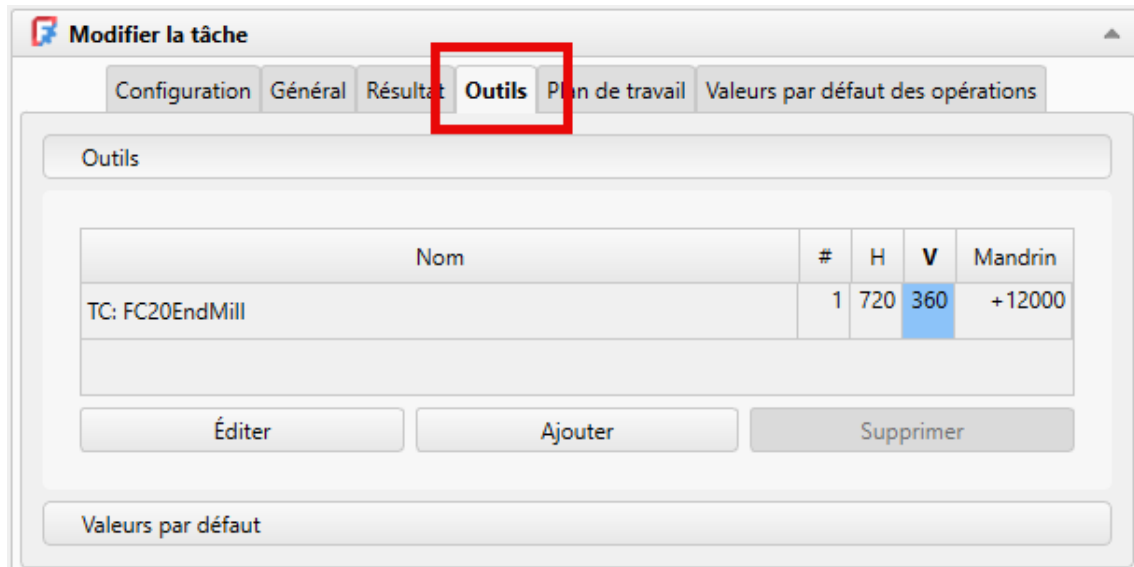 Modifier la tâche
Configuration Général Résultat Outils Plan de travail Valeurs par défaut des opérations
Outils
Nom # H V Mandrin
TC: FC20EndMill 1 720 360 +12000
Éditer Ajouter Supprimer
Valeurs par défaut